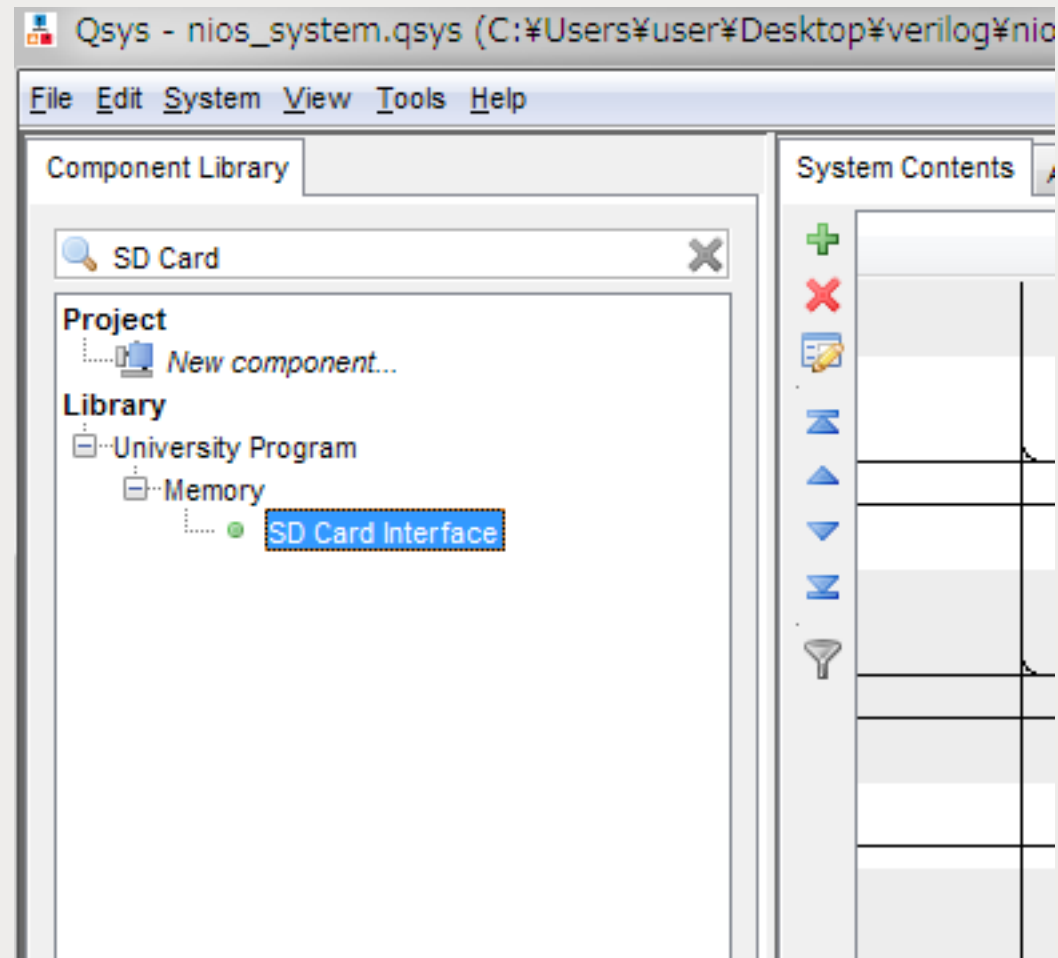 Qsys - nios_system.qsys (C:¥Users¥user¥Desktop¥verilog¥nio
File Edit System View Tools Help
Component Library
System Contents
SD Card
Project
New component...
Library
University Program
Memory
SD Card Interface